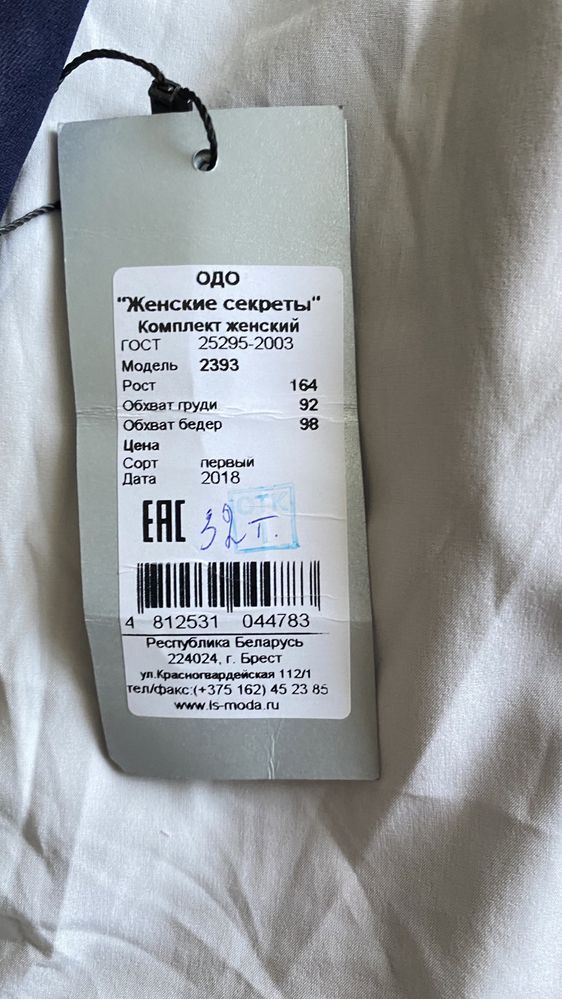 ОДО
"Женские секреты"
Комплект женский
ГОСТ 25295-2003
Модель 2393
Рост 164
Обхват груди 92
Обхват бедер 98
Цена
Сорт первый
Дата 2018
ЕАС 32 т. ОТК
4 812531 044783
Республика Беларусь
224024, г. Брест
ул.Красногвардейская 112/1
тел/факс:(+375 162) 45 23 85
www.ls-moda.ru